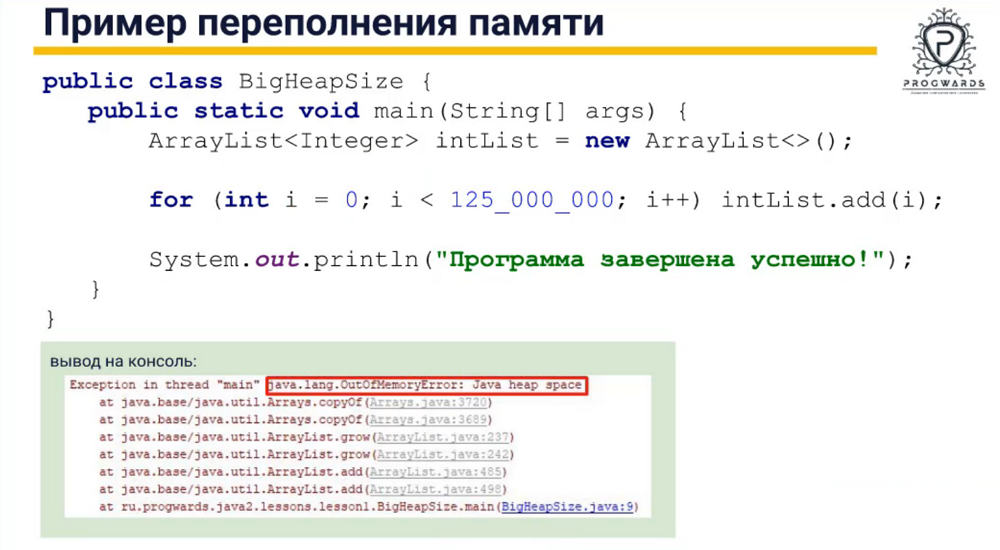 Пример переполнения памяти
PROGWARDS
public class BigHeapSize {
public static void main(String[] args) {
ArrayList<Integer> intList = new ArrayList<>();
for (int i = 0; i < 125_000_000; i++) intList.add(i);
System.out.println("Программа завершена успешно!");
}
}
вывод на консоль:
Exception in thread "main" java.lang.OutOfMemoryError: Java heap space
at java.base/java.util.Arrays.copyOf(Arrays.java:3720)
at java.base/java.util.Arrays.copyOf(Arrays.java:3689)
at java.base/java.util.ArrayList.grow(ArrayList.java:237)
at java.base/java.util.ArrayList.grow(ArrayList.java:242)
at java.base/java.util.ArrayList.add(ArrayList.java:485)
at java.base/java.util.ArrayList.add(ArrayList.java:498)
at ru.progwards.java2.lessons.lesson1.BigHeapSize.main(BigHeapSize.java:9)